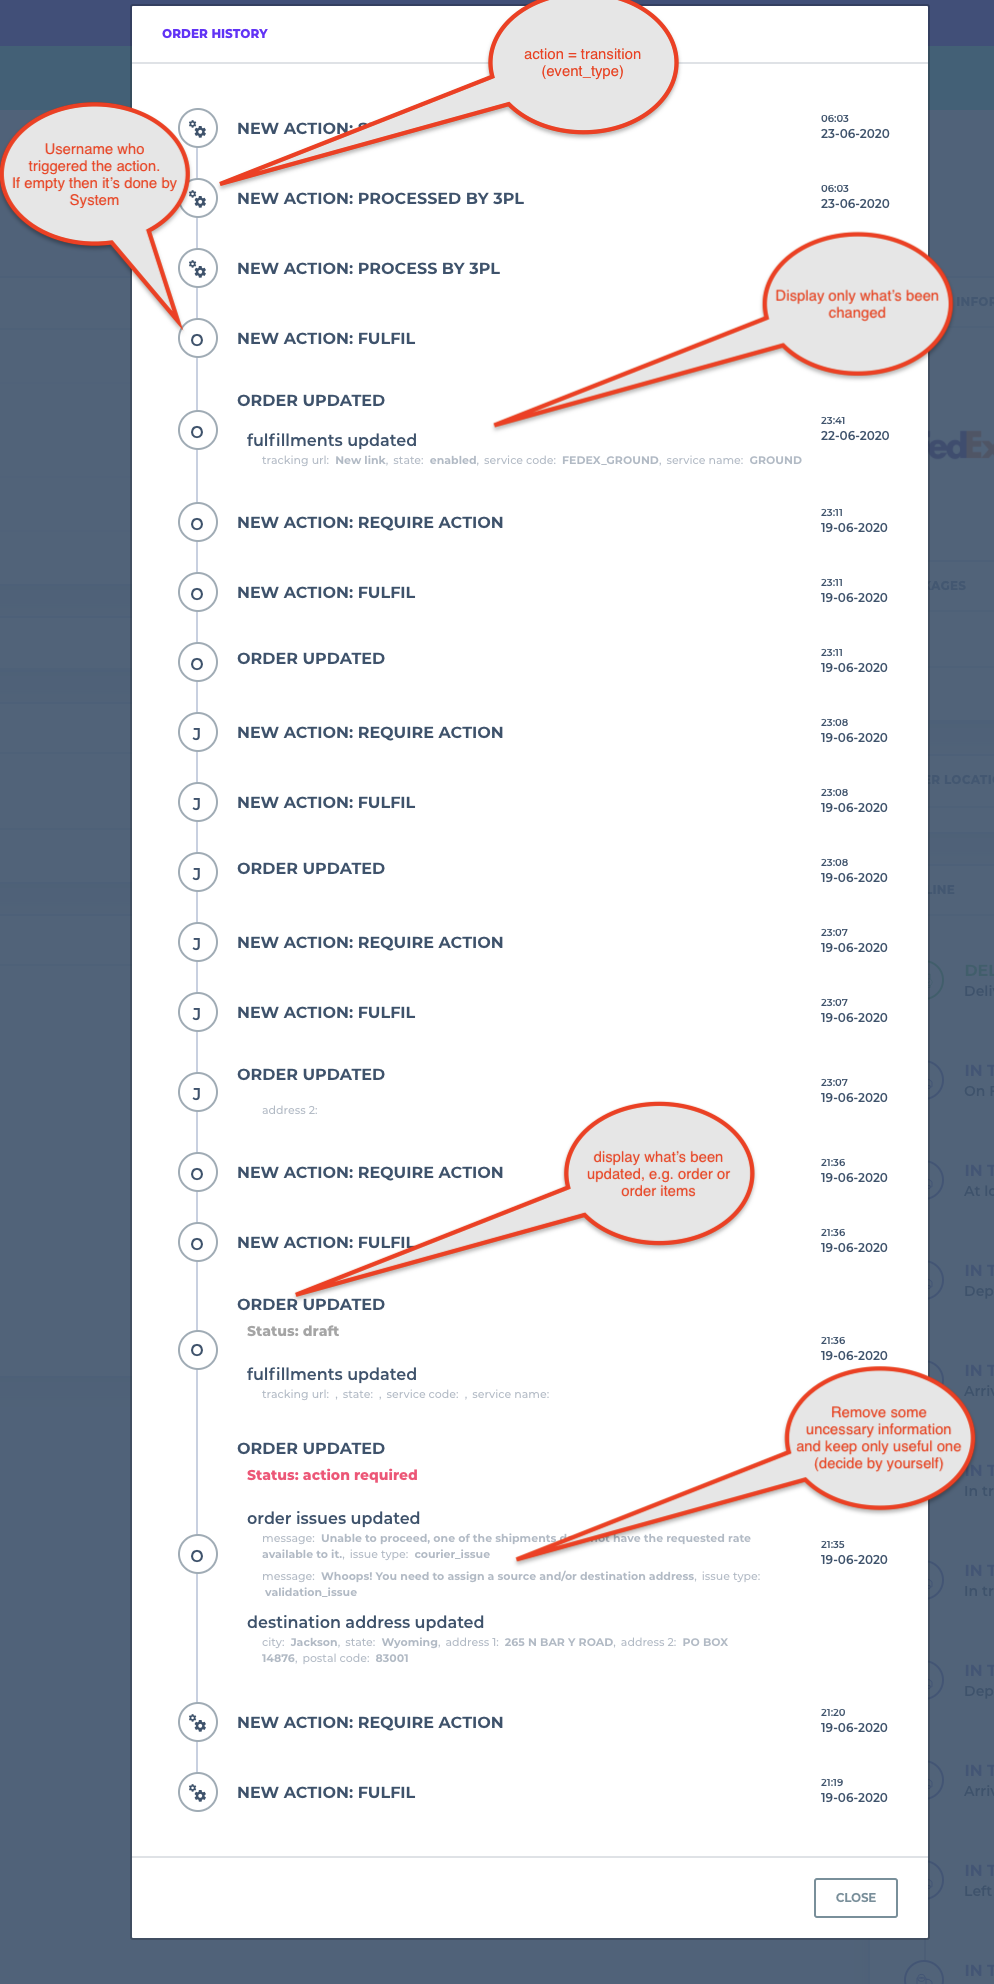 ORDER HISTORY
action = transition
(event_type)
NEW ACTION:
06:03
23-06-2020
Username who
triggered the action.
If empty then it's done by
System
NEW ACTION: PROCESSED BY 3PL
06:03
23-06-2020
NEW ACTION: PROCESS BY 3PL
Display only what's been
changed
O
NEW ACTION: FULFIL
ORDER UPDATED
O
fulfillments updated
tracking url: New link, state: enabled, service code: FEDEX_GROUND, service name: GROUND
23:41
22-06-2020
O
NEW ACTION: REQUIRE ACTION
23:11
19-06-2020
O
NEW ACTION: FULFIL
23:11
19-06-2020
O
ORDER UPDATED
23:11
19-06-2020
J
NEW ACTION: REQUIRE ACTION
23:08
19-06-2020
J
NEW ACTION: FULFIL
23:08
19-06-2020
J
ORDER UPDATED
23:08
19-06-2020
J
NEW ACTION: REQUIRE ACTION
23:07
19-06-2020
J
NEW ACTION: FULFIL
23:07
19-06-2020
J
ORDER UPDATED
address 2:
23:07
19-06-2020
O
NEW ACTION: REQUIRE ACTION
21:36
19-06-2020
display what's been
updated, e.g. order or
order items
O
NEW ACTION: FULFIL
21:36
19-06-2020
ORDER UPDATED
Status: draft
O
21:36
19-06-2020
fulfillments updated
tracking url: , state: , service code: , service name:
Remove some
uncessary information
and keep only useful one
(decide by yourself)
ORDER UPDATED
Status: action required
order issues updated
message: Unable to proceed, one of the shipments not have the requested rate
available to it., issue type: courier_issue
O
21:35
19-06-2020
message: Whoops! You need to assign a source and/or destination address, issue type:
validation_issue
destination address updated
city: Jackson, state: Wyoming, address 1: 265 N BAR Y ROAD, address 2: PO BOX
14876, postal code: 83001
NEW ACTION: REQUIRE ACTION
21:20
19-06-2020
NEW ACTION: FULFIL
21:19
19-06-2020
CLOSE